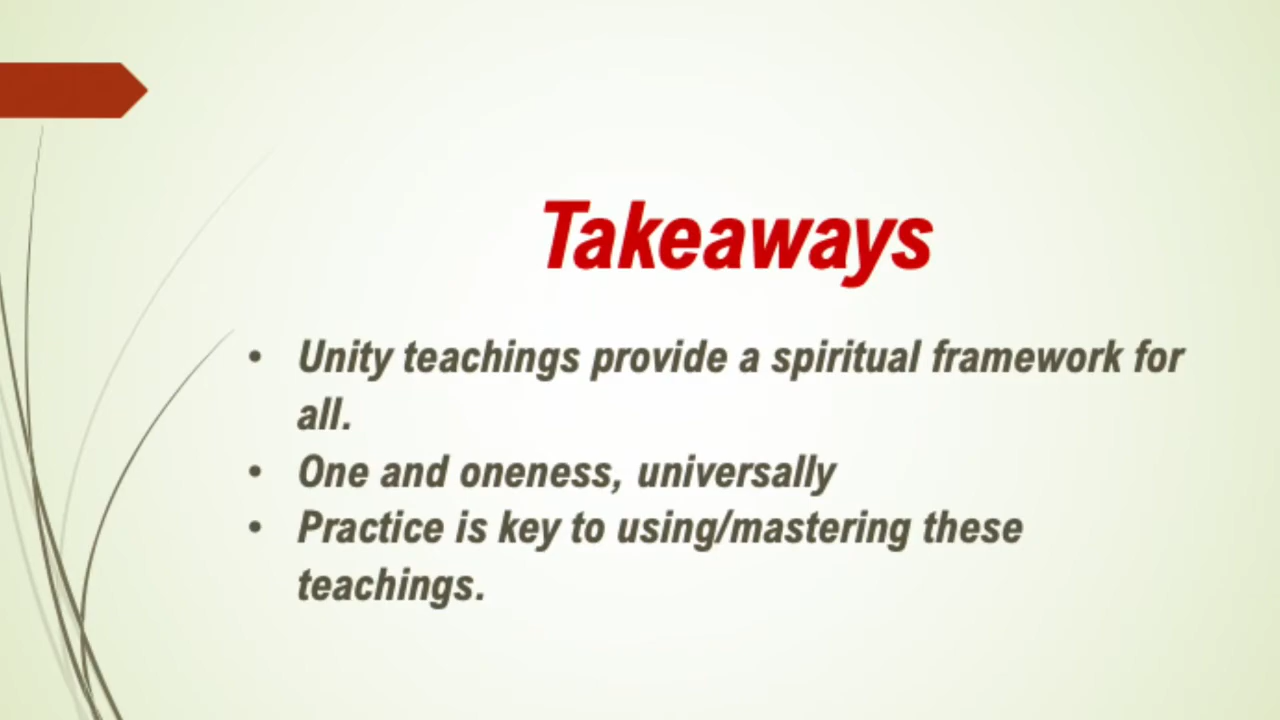 Takeaways
• Unity teachings provide a spiritual framework for
all.
• One and oneness, universally
• Practice is key to using/mastering these
teachings.